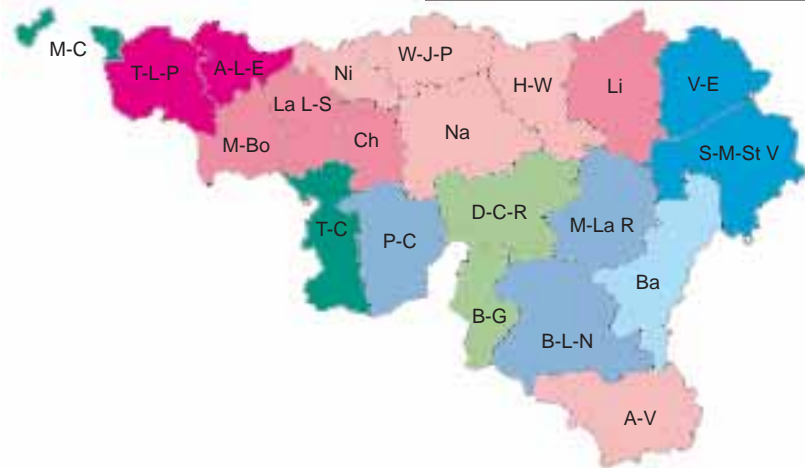 M-C
T-L-P
A-L-E
Ni
W-J-P
H-W
Li
V-E
La L-S
M-Bo
Ch
Na
S-M-St V
T-C
P-C
D-C-R
M-La R
Ba
B-G
B-L-N
A-V